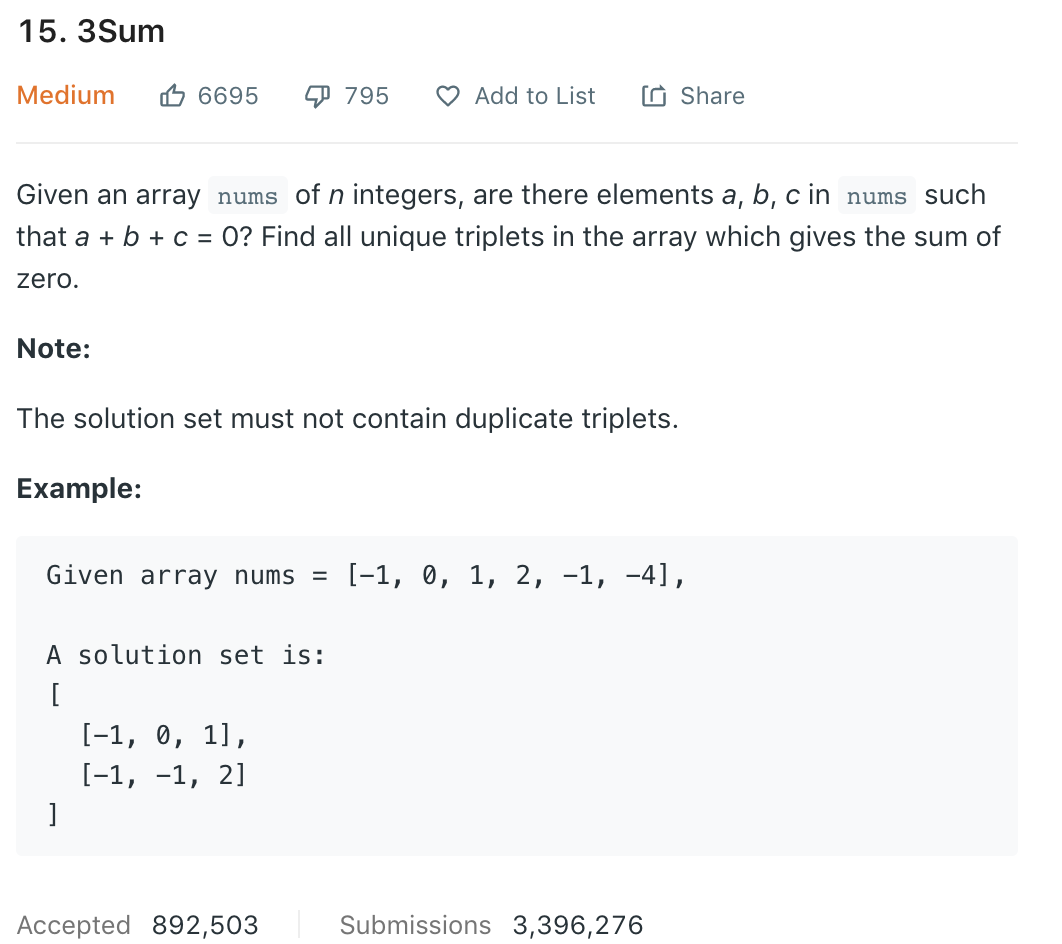 15. 3Sum
Medium 6695 795 Add to List Share
Given an array nums of n integers, are there elements a, b, c in nums such
that a + b + c = 0? Find all unique triplets in the array which gives the sum of
zero.
Note:
The solution set must not contain duplicate triplets.
Example:
Given array nums = [-1, 0, 1, 2, -1, -4],
A solution set is:
[
[-1, 0, 1],
[-1, -1, 2]
]
Accepted 892,503 Submissions 3,396,276